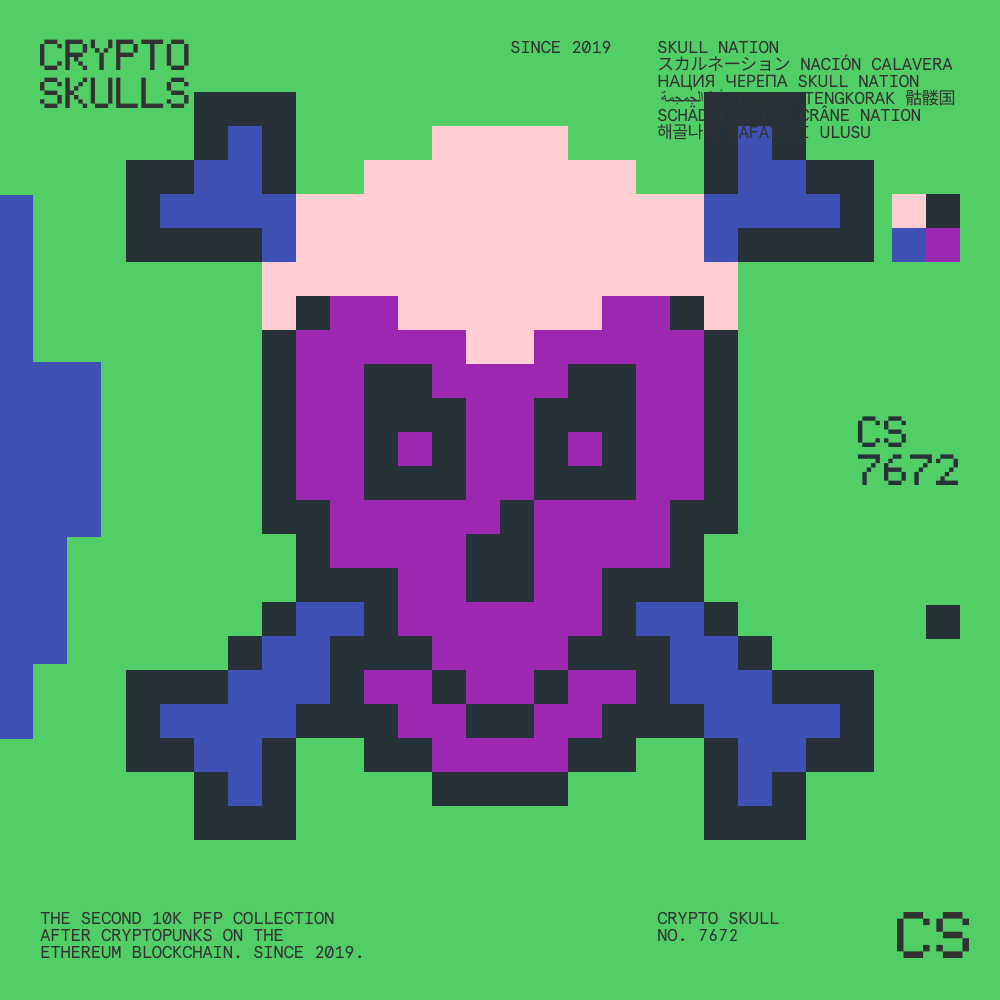 CRYPTO
SKULLS
SINCE 2019
SKULL NATION
スカルネーション NACIÓN CALAVERA
НАЦИЯ ЧЕРЕПА SKULL NATION
TENGKORAK 骷髅国
CRÂNE NATION
해골나 ULUSU
CS
7672
THE SECOND 10K PFP COLLECTION
AFTER CRYPTOPUNKS ON THE
ETHEREUM BLOCKCHAIN. SINCE 2019.
CRYPTO SKULL
NO. 7672
CS